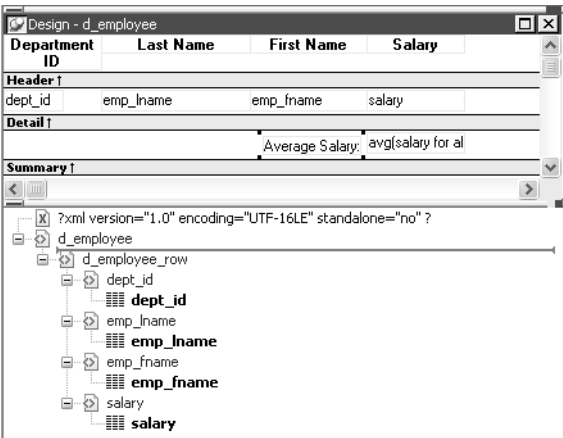 Design - d_employee
Department ID Last Name First Name Salary
Header ↑
dept_id emp_lname emp_fname salary
Detail ↑
Average Salary: avg(salary for al
Summary ↑
?xml version="1.0" encoding="UTF-16LE" standalone="no" ?
d_employee
d_employee_row
dept_id
dept_id
emp_lname
emp_lname
emp_fname
emp_fname
salary
salary